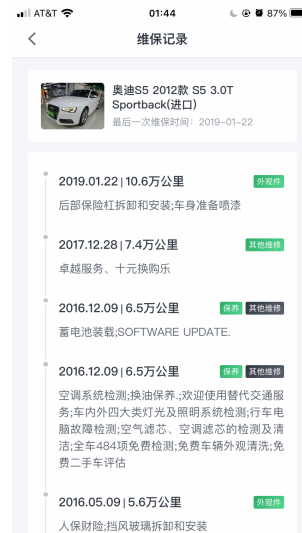 AT&T 01:44 87%
维保记录
奥迪S5 2012款 S5 3.0T
Sportback(进口)
最后一次维保时间：2019-01-22
2019.01.22 | 10.6万公里 外观件
后部保险杠拆卸和安装;车身准备喷漆
2017.12.28 | 7.4万公里 其他维修
卓越服务、十元换购乐
2016.12.09 | 6.5万公里 保养 其他维修
蓄电池装载;SOFTWARE UPDATE.
2016.12.09 | 6.5万公里 保养 其他维修
空调系统检测;换油保养.;欢迎使用替代交通服
务;车内外四大类灯光及照明系统检测;行车电
脑故障检测;空气滤芯、空调滤芯的检测及清
洁;全车484项免费检测;免费车辆外观清洗;免
费二手车评估
2016.05.09 | 5.6万公里 外观件
人保财险;挡风玻璃拆卸和安装